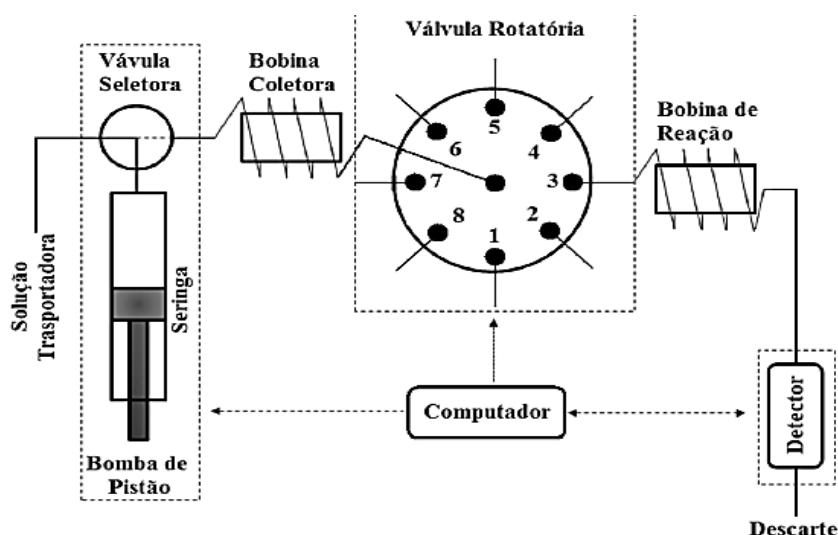 Válvula Rotatória
Vávula
Seletora
Bobina
Coletora
Bobina de
Reação
5
6
4
7
3
8
2
1
Solução
Trasportadora
Seringa
Computador
Detector
Bomba de
Pistão
Descarte